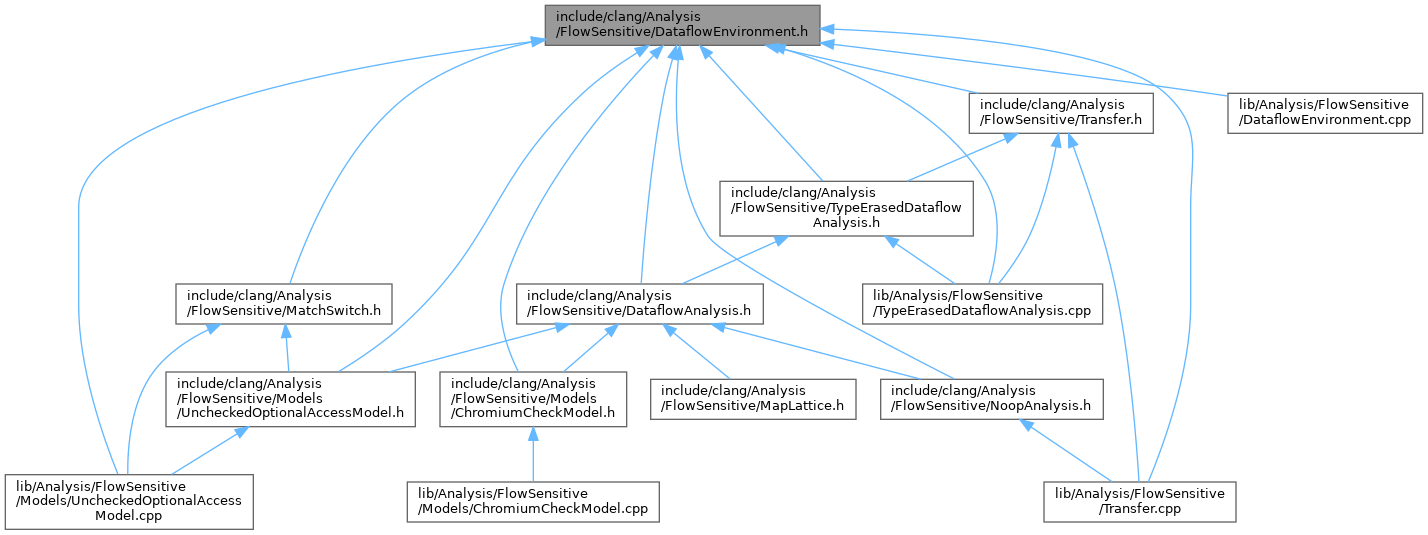 include/clang/Analysis
/FlowSensitive/DataflowEnvironment.h
include/clang/Analysis
/FlowSensitive/Transfer.h
lib/Analysis/FlowSensitive
/DataflowEnvironment.cpp
include/clang/Analysis
/FlowSensitive/TypeErasedDataflow
Analysis.h
include/clang/Analysis
/FlowSensitive/MatchSwitch.h
include/clang/Analysis
/FlowSensitive/DataflowAnalysis.h
lib/Analysis/FlowSensitive
/TypeErasedDataflowAnalysis.cpp
include/clang/Analysis
/FlowSensitive/Models
/UncheckedOptionalAccessModel.h
include/clang/Analysis
/FlowSensitive/Models
/ChromiumCheckModel.h
include/clang/Analysis
/FlowSensitive/MapLattice.h
include/clang/Analysis
/FlowSensitive/NoopAnalysis.h
lib/Analysis/FlowSensitive
/Models/UncheckedOptionalAccess
Model.cpp
lib/Analysis/FlowSensitive
/Models/ChromiumCheckModel.cpp
lib/Analysis/FlowSensitive
/Transfer.cpp